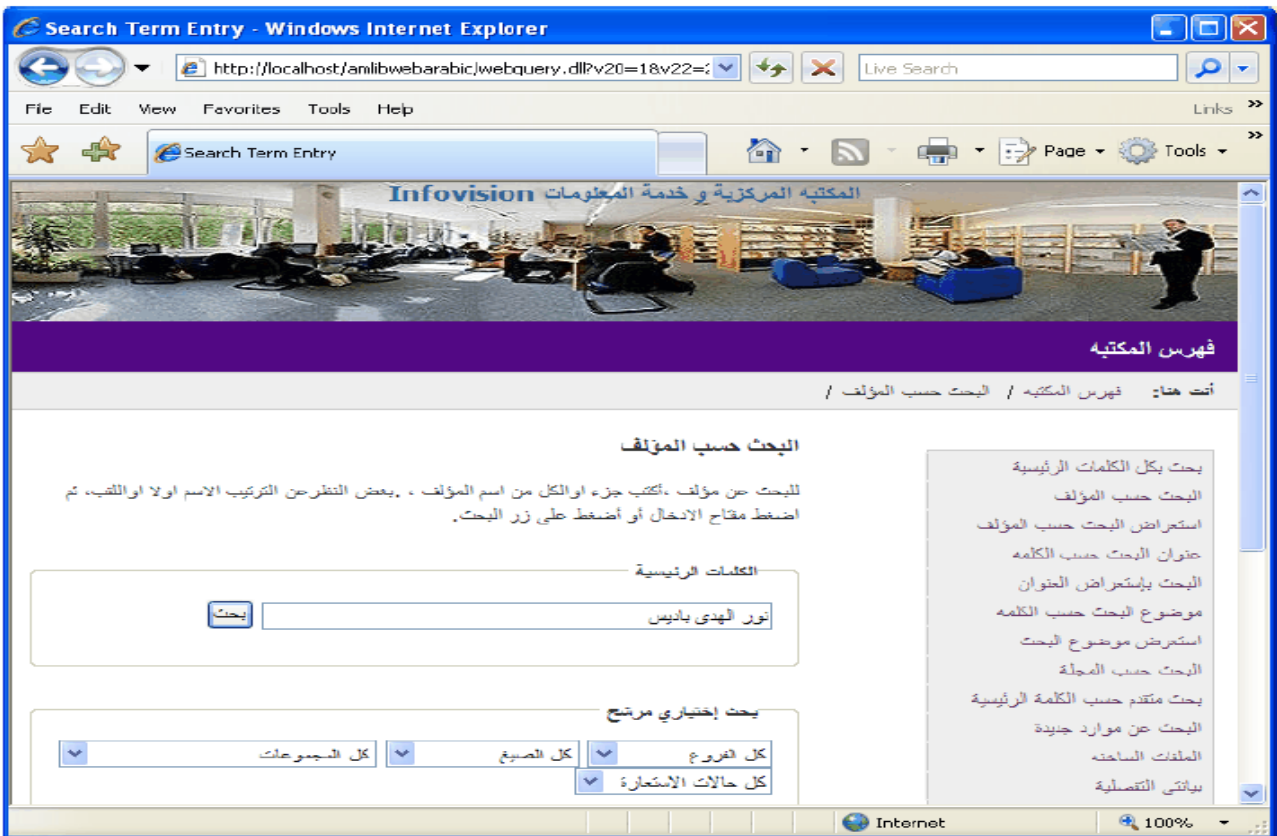 Search Term Entry - Windows Internet Explorer
http://localhost/amlibwebarabic/webquery.dll?v20=1&v22=
Live Search
File Edit View Favorites Tools Help
Links »
Search Term Entry
Page Tools »
المكتبه المركزية و خدمة المعلومات Infovision
فهرس المكتبه
أنت هنا: فهرس المكتبه / البحث حسب المؤلف /
بحث بكل الكلمات الرئيسية
البحث حسب المؤلف
استعراض البحث حسب المؤلف
عنوان البحث حسب الكلمه
البحث بإستعراض العنوان
موضوع البحث حسب الكلمه
استعرض موضوع البحث
البحث حسب المجلة
بحث متقدم حسب الكلمة الرئيسية
البحث عن موارد جديدة
الملفات الساخنه
بياناتي التفصيلية
البحث حسب المؤلف
للبحث عن مؤلف ،أكتب جزء اوالكل من اسم المؤلف ، .بغض النظرعن الترتيب الاسم اولا اواللقب، ثم
اضغط مفتاح الادخال أو أضغط على زر البحث.
الكلمات الرئيسية
نور الهدى باديس
بحث
بحث إختياري مرشح
كل الفروع كل الصيغ كل المجموعات
كل حالات الاستعارة
Internet
100%